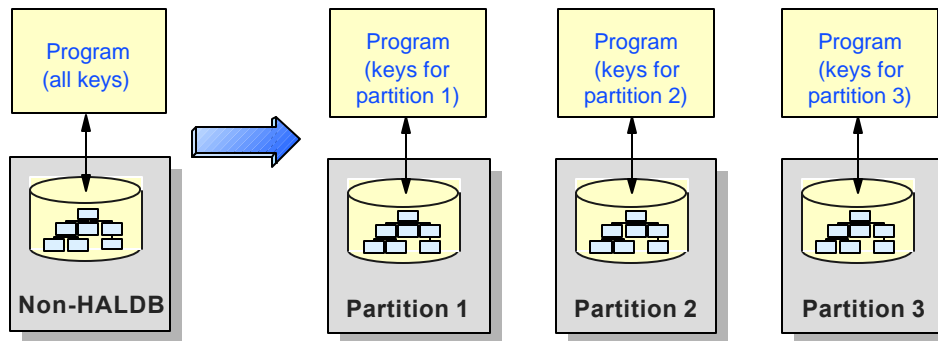 Program
(all keys)
Program
(keys for
partition 1)
Program
(keys for
partition 2)
Program
(keys for
partition 3)
Non-HALDB
Partition 1
Partition 2
Partition 3